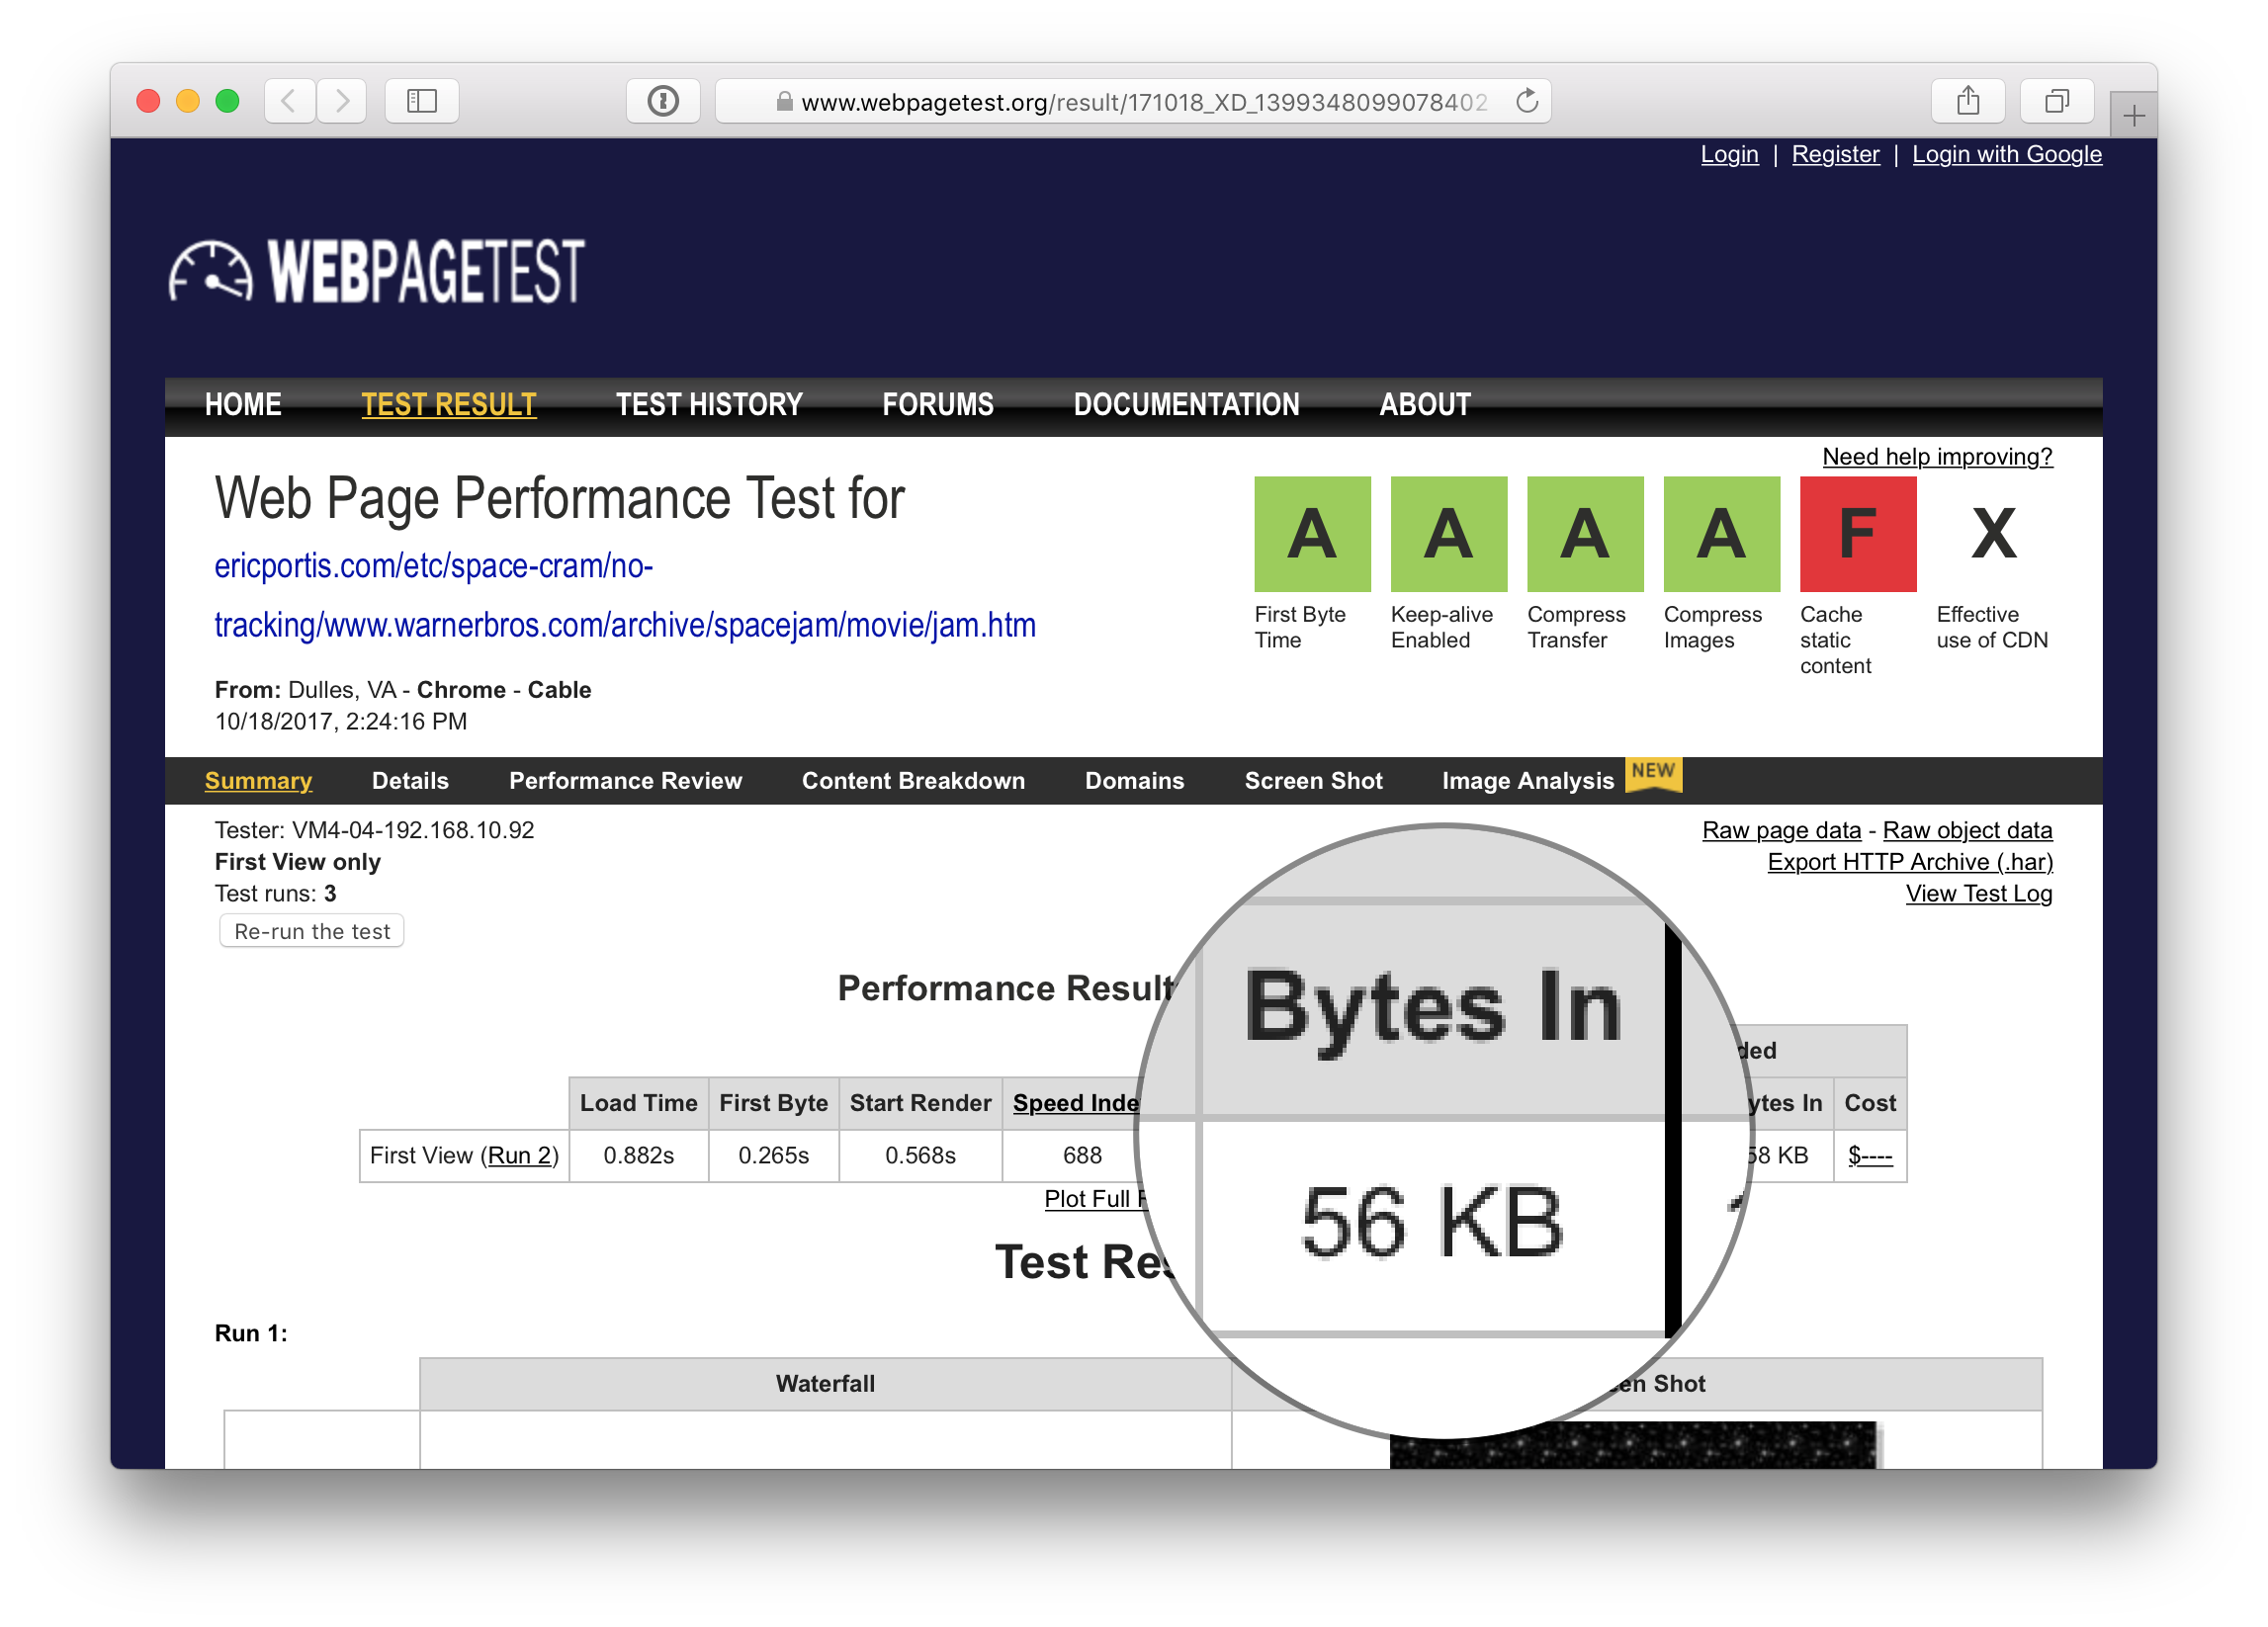 www.webpagetest.org/result/171018_XD_1399348099078402
Login | Register | Login with Google
WEBPAGETEST
HOME TEST RESULT TEST HISTORY FORUMS DOCUMENTATION ABOUT
Need help improving?
Web Page Performance Test for
ericportis.com/etc/space-cram/no-
tracking/www.warnerbros.com/archive/spacejam/movie/jam.htm
From: Dulles, VA - Chrome - Cable
10/18/2017, 2:24:16 PM
A A A A F X
First Byte Time
Keep-alive Enabled
Compress Transfer
Compress Images
Cache static content
Effective use of CDN
Summary Details Performance Review Content Breakdown Domains Screen Shot Image Analysis NEW
Tester: VM4-04-192.168.10.92
First View only
Test runs: 3
Re-run the test
Raw page data - Raw object data
Export HTTP Archive (.har)
View Test Log
Performance Result
Bytes In
56 KB
Load Time First Byte Start Render Speed Inde Cost
First View (Run 2) 0.882s 0.265s 0.568s 688 58 KB $----
Plot Full
Test Res
Run 1:
Waterfall Shot